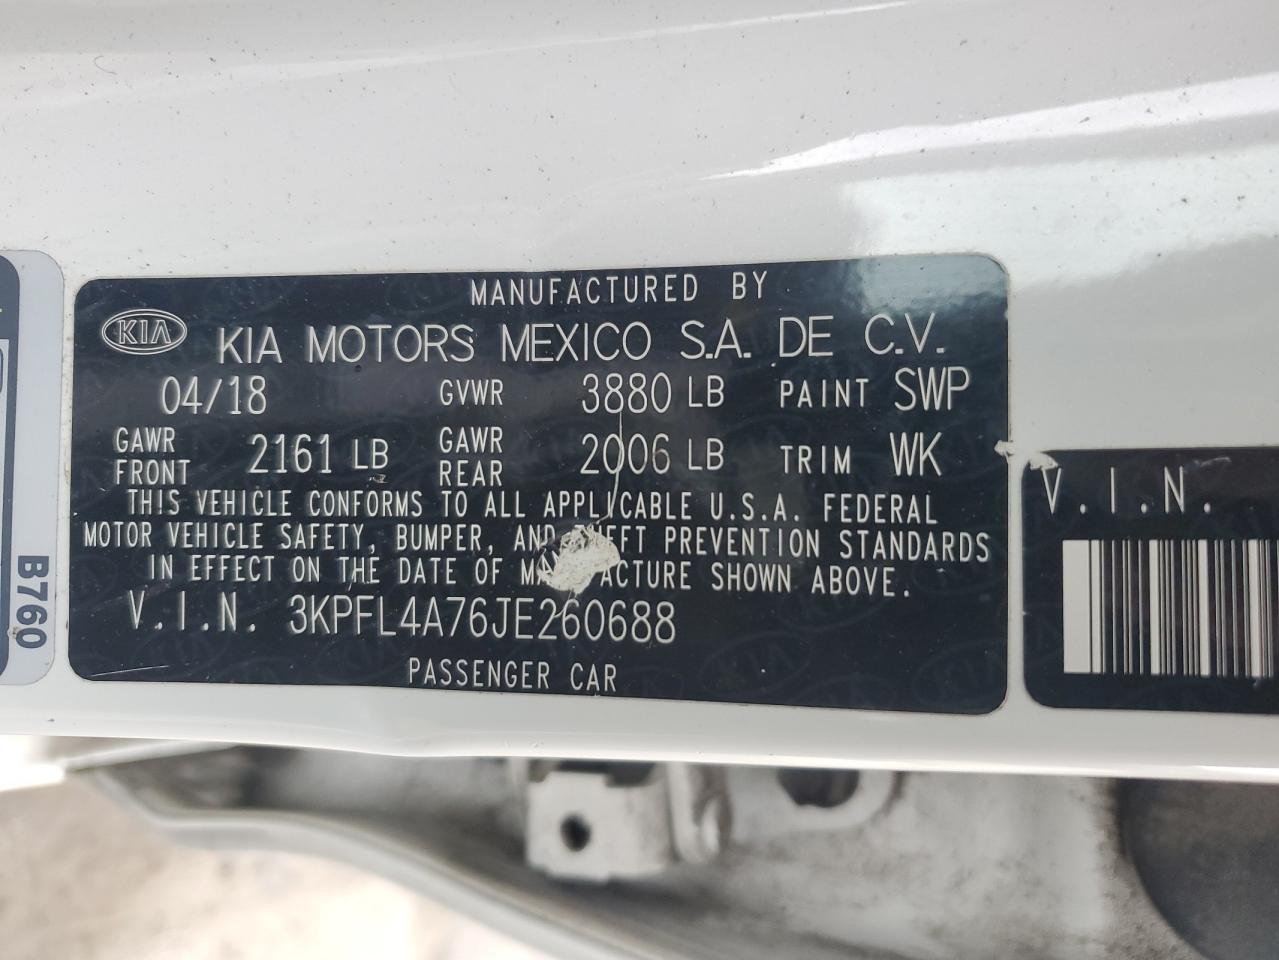 MANUFACTURED BY
KIA KIA MOTORS MEXICO S.A. DE C.V.
04/18 GVWR 3880 LB PAINT SWP
GAWR FRONT 2161 LB GAWR REAR 2006 LB TRIM WK
THIS VEHICLE CONFORMS TO ALL APPLICABLE U.S.A. FEDERAL
MOTOR VEHICLE SAFETY, BUMPER, AND THEFT PREVENTION STANDARDS
IN EFFECT ON THE DATE OF MANUFACTURE SHOWN ABOVE.
V.I.N. 3KPFL4A76JE260688
PASSENGER CAR
B760
V.I.N.